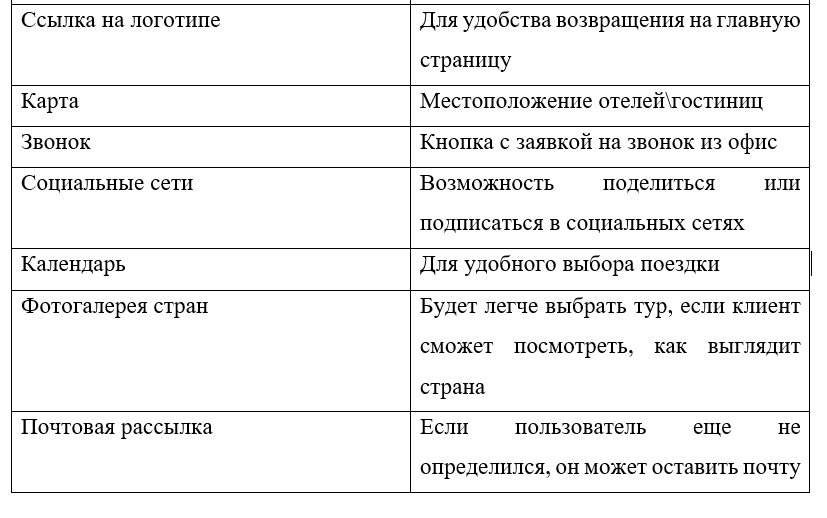 Ссылка на логотипе
Для удобства возвращения на главную
страницу
Карта
Местоположение отелей\гостиниц
Звонок
Кнопка с заявкой на звонок из офис
Социальные сети
Возможность поделиться или
подписаться в социальных сетях
Календарь
Для удобного выбора поездки
Фотогалерея стран
Будет легче выбрать тур, если клиент
сможет посмотреть, как выглядит
страна
Почтовая рассылка
Если пользователь еще не
определился, он может оставить почту